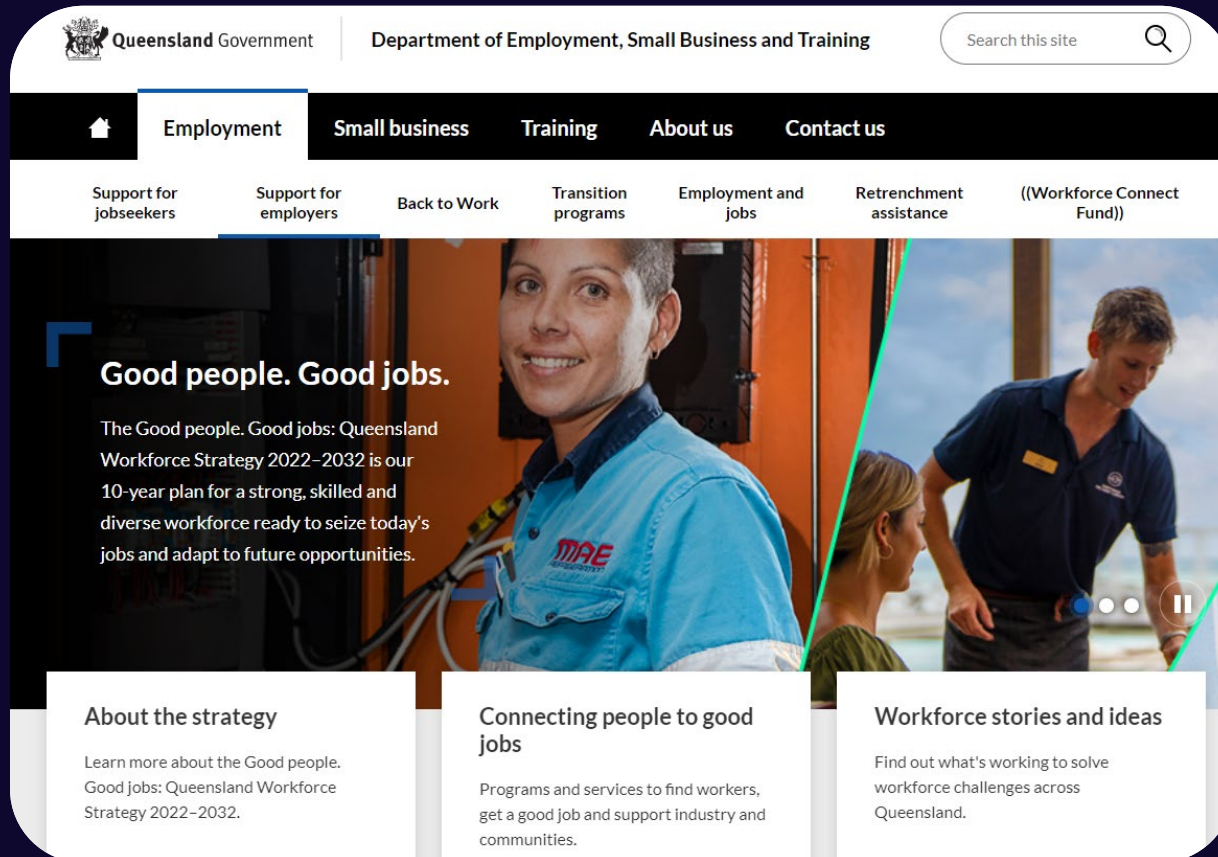 Queensland Government
Department of Employment, Small Business and Training
Search this site
Employment
Small business
Training
About us
Contact us
Support for
jobseekers
Support for
employers
Back to Work
Transition
programs
Employment and
jobs
Retrenchment
assistance
((Workforce Connect
Fund))
Good people. Good jobs.
The Good people. Good jobs: Queensland
Workforce Strategy 2022–2032 is our
10-year plan for a strong, skilled and
diverse workforce ready to seize today's
jobs and adapt to future opportunities.
MAE
REFRIGERATION
About the strategy
Learn more about the Good people.
Good jobs: Queensland Workforce
Strategy 2022–2032.
Connecting people to good
jobs
Programs and services to find workers,
get a good job and support industry and
communities.
Workforce stories and ideas
Find out what's working to solve
workforce challenges across
Queensland.